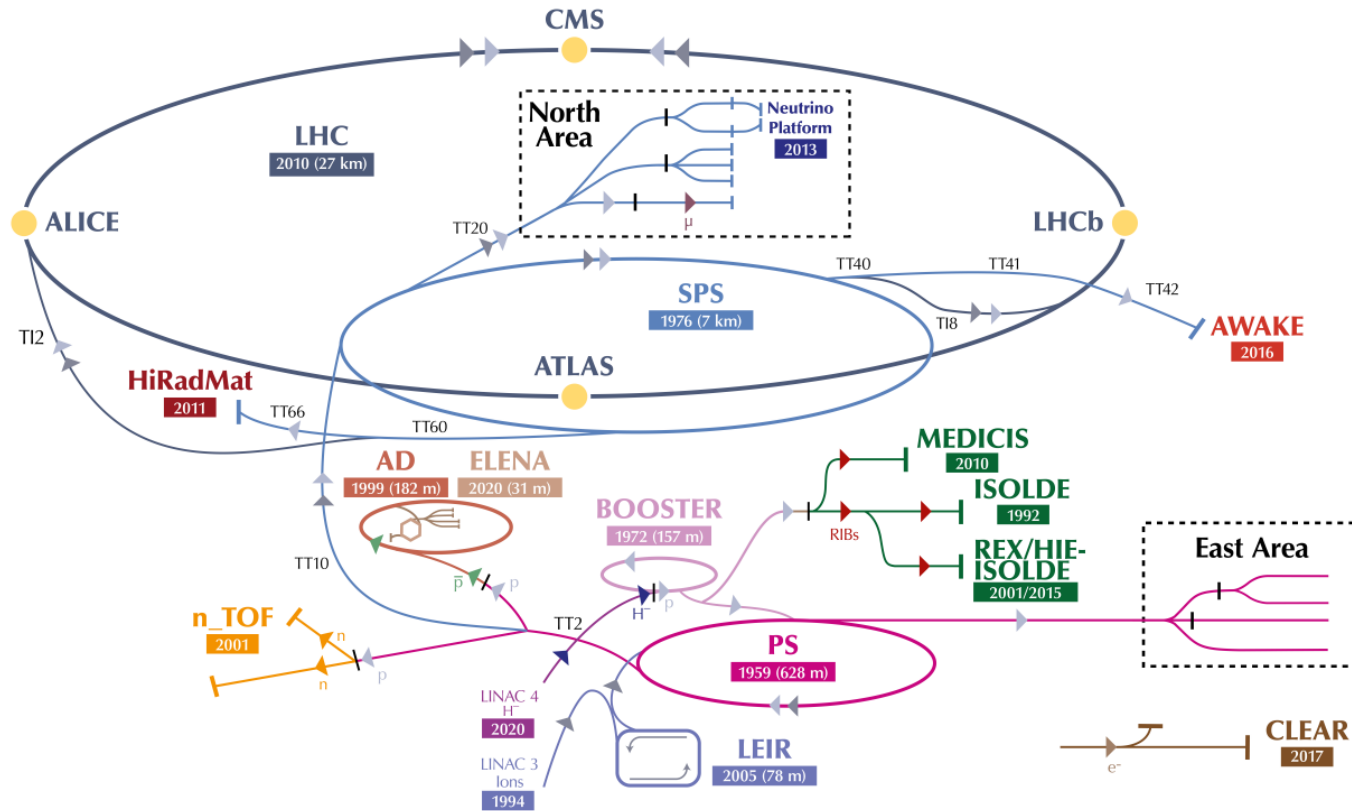 CMS
North
Area
Neutrino
Platform
2013
LHC
2010 (27 km)
μ
ALICE
LHCb
TT20
TT40
TT41
TT42
SPS
1976 (7 km)
TI8
TI2
AWAKE
2016
ATLAS
HiRadMat
2011
TT66
TT60
MEDICIS
2010
AD
1999 (182 m)
ELENA
2020 (31 m)
BOOSTER
1972 (157 m)
ISOLDE
1992
RIBs
REX/HIE-
ISOLDE
2001/2015
East Area
TT10
p̅
p
H⁻
p
n_TOF
2001
n
n
p
TT2
PS
1959 (628 m)
LINAC 4
H⁻
2020
LINAC 3
Ions
1994
LEIR
2005 (78 m)
e-
CLEAR
2017